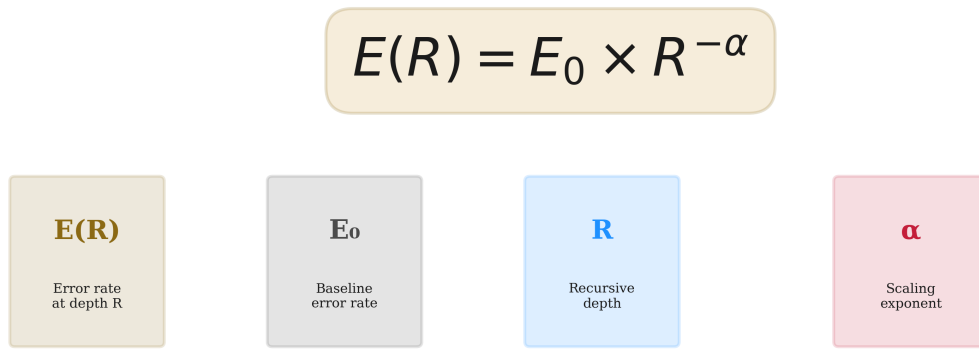 E(R) = E₀ × R⁻ᵅ
E(R)
Error rate
at depth R
E₀
Baseline
error rate
R
Recursive
depth
α
Scaling
exponent